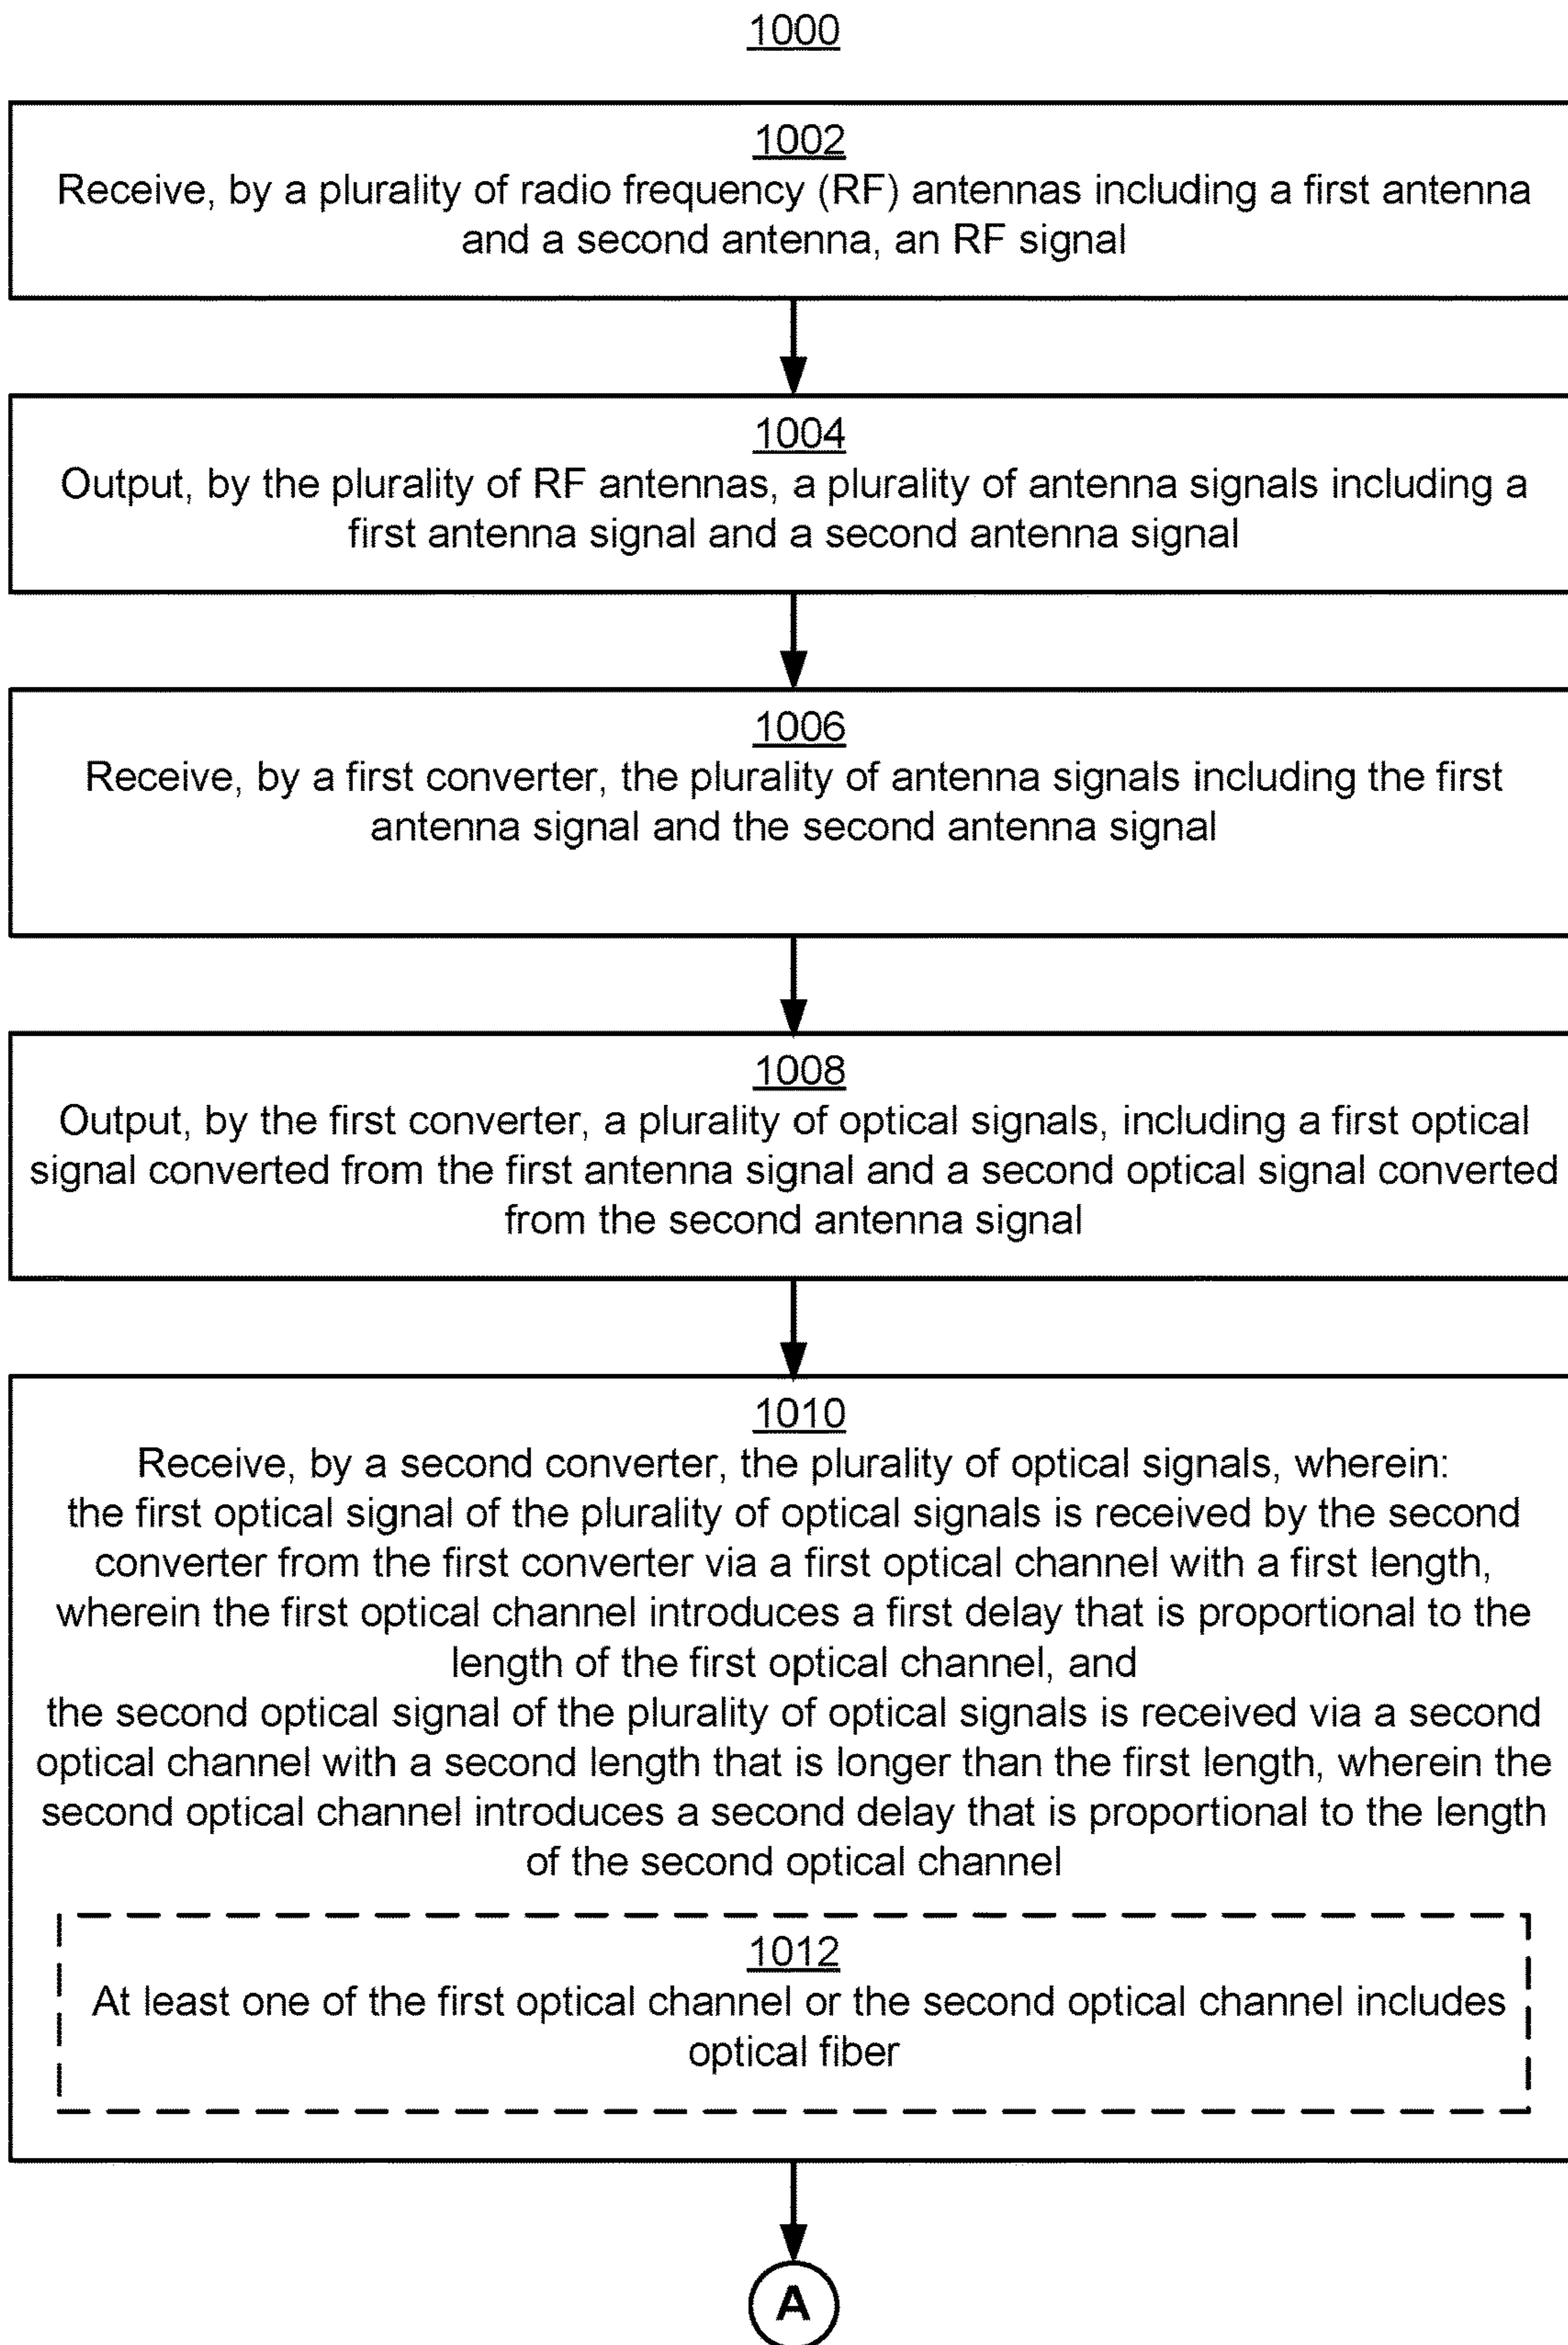 1000
1002
Receive, by a plurality of radio frequency (RF) antennas including a first antenna
and a second antenna, an RF signal
1004
Output, by the plurality of RF antennas, a plurality of antenna signals including a
first antenna signal and a second antenna signal
1006
Receive, by a first converter, the plurality of antenna signals including the first
antenna signal and the second antenna signal
1008
Output, by the first converter, a plurality of optical signals, including a first optical
signal converted from the first antenna signal and a second optical signal converted
from the second antenna signal
1010
Receive, by a second converter, the plurality of optical signals, wherein:
the first optical signal of the plurality of optical signals is received by the second
converter from the first converter via a first optical channel with a first length,
wherein the first optical channel introduces a first delay that is proportional to the
length of the first optical channel, and
the second optical signal of the plurality of optical signals is received via a second
optical channel with a second length that is longer than the first length, wherein the
second optical channel introduces a second delay that is proportional to the length
of the second optical channel
1012
At least one of the first optical channel or the second optical channel includes
optical fiber
A